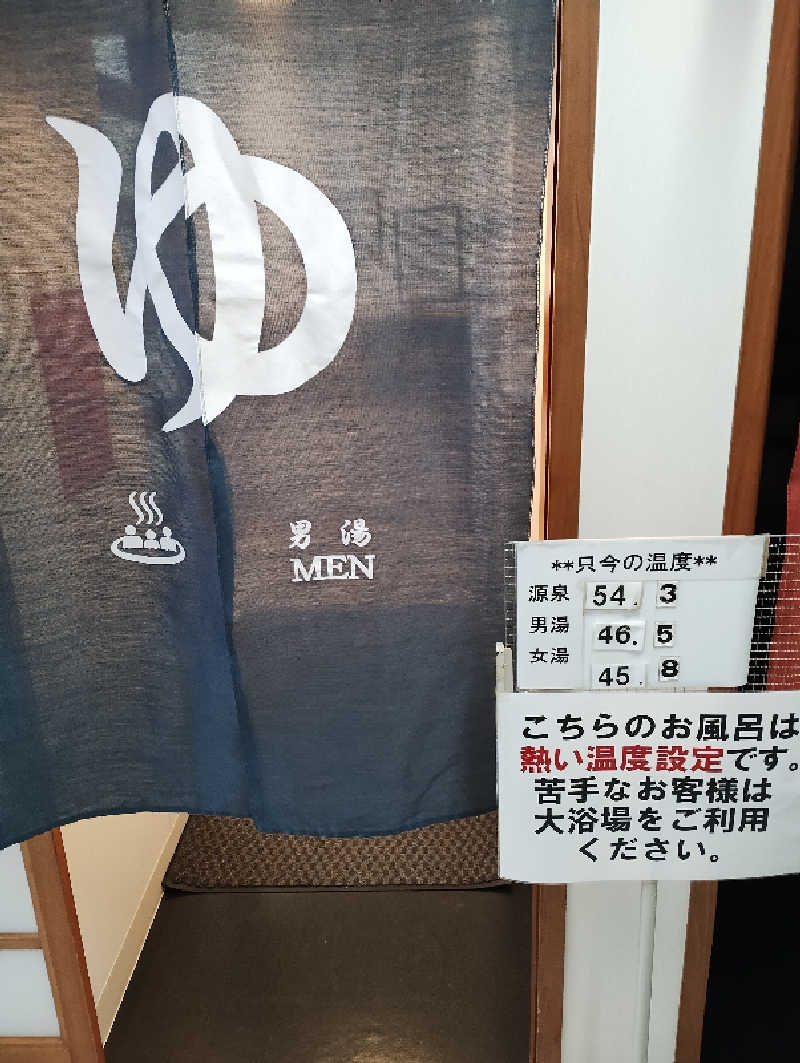 ゆ
男湯
MEN
**只今の温度**
源泉 54.3
男湯 46.5
女湯 45.8
こちらのお風呂は
熱い温度設定です。
苦手なお客様は
大浴場をご利用
ください。